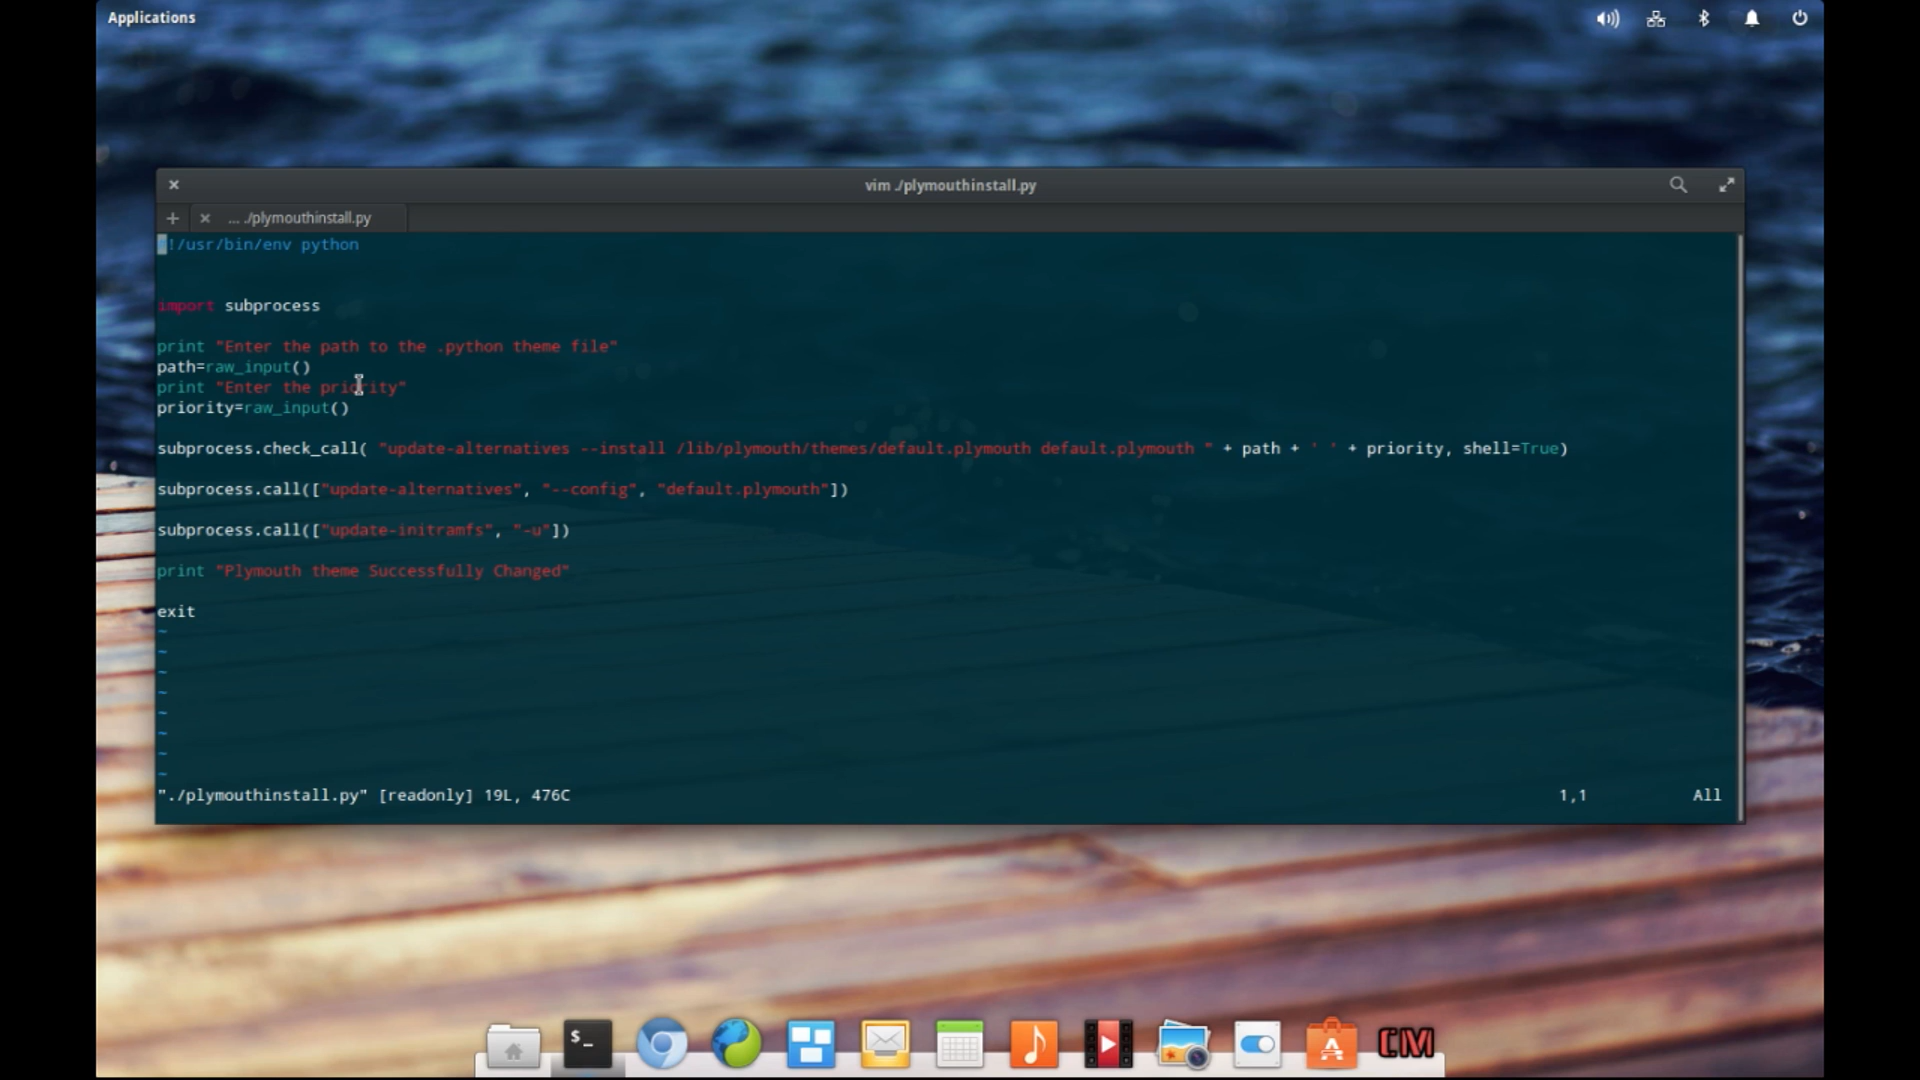 Applications
vim ./plymouthinstall.py
... ./plymouthinstall.py
#!/usr/bin/env python
import subprocess
print "Enter the path to the .python theme file"
path=raw_input()
print "Enter the priority"
priority=raw_input()
subprocess.check_call( "update-alternatives --install /lib/plymouth/themes/default.plymouth default.plymouth " + path + ' ' + priority, shell=True)
subprocess.call(["update-alternatives", "--config", "default.plymouth"])
subprocess.call(["update-initramfs", "-u"])
print "Plymouth theme Successfully Changed"
exit
~
~
~
~
~
~
~
~
"./plymouthinstall.py" [readonly] 19L, 476C 1,1 All
$_
CM